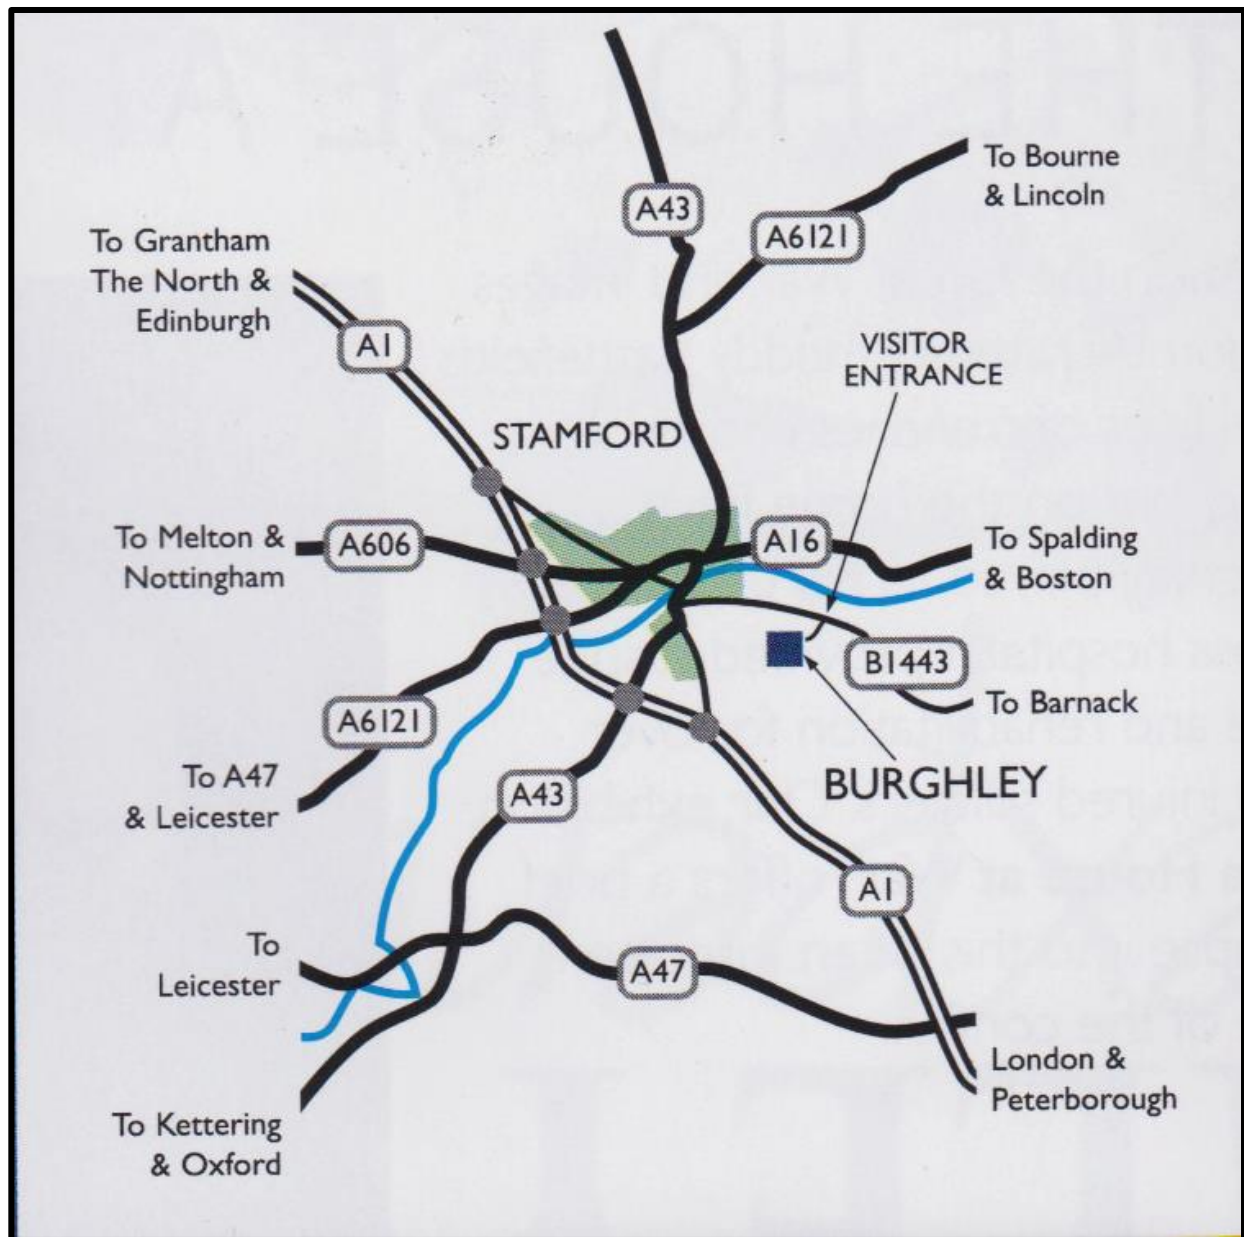 To Bourne
& Lincoln
A43
A6121
To Grantham
The North &
Edinburgh
A1
VISITOR
ENTRANCE
STAMFORD
To Melton &
Nottingham
A606
A16
To Spalding
& Boston
B1443
To Barnack
A6121
To A47
& Leicester
A43
BURGHLEY
A1
To
Leicester
A47
London &
Peterborough
To Kettering
& Oxford